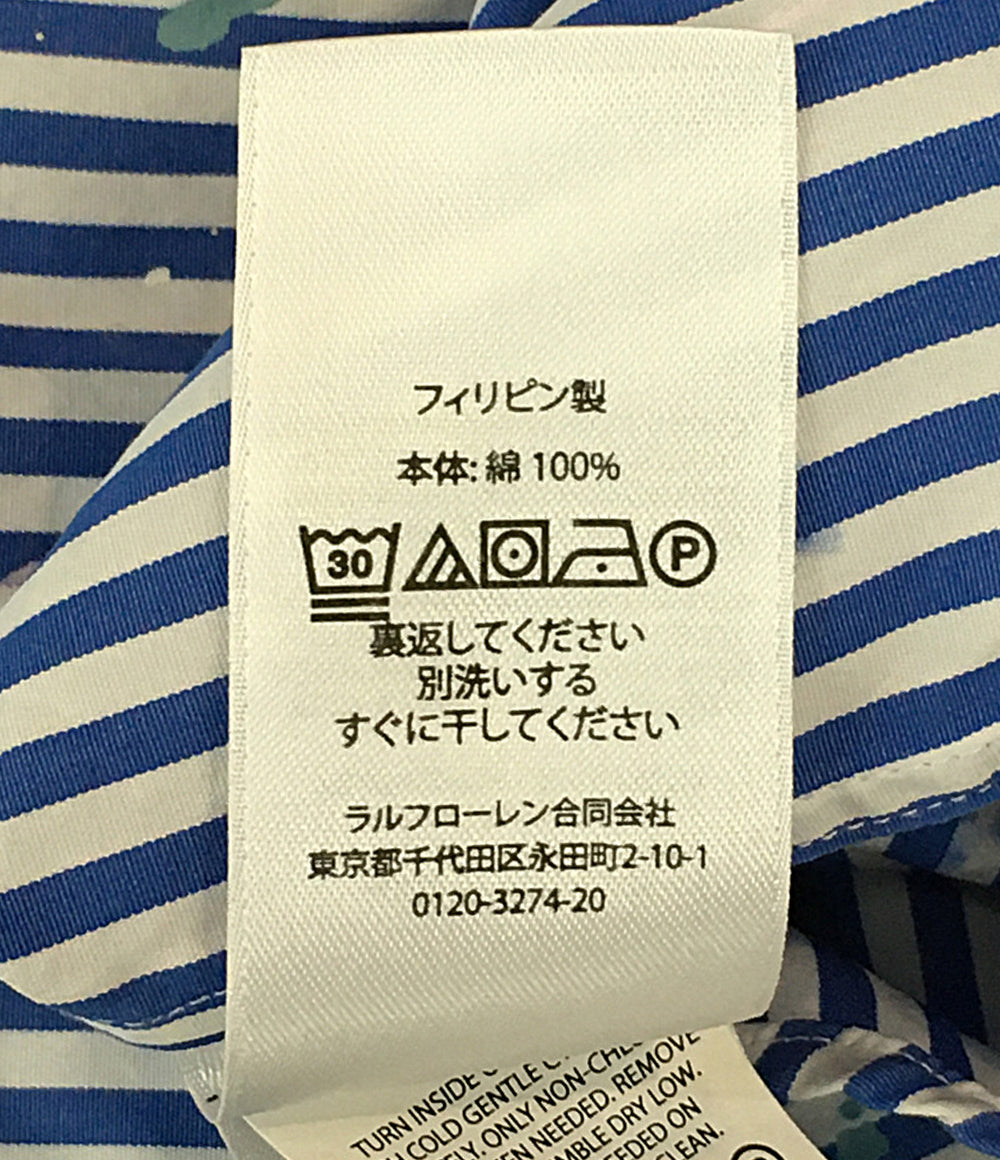 フィリピン製
本体: 綿 100%
30 P
裏返してください
別洗いする
すぐに干してください
ラルフローレン合同会社
東京都千代田区永田町2-10-1
0120-3274-20
TURN INSIDE
COLD GENTLE
ONLY NON-
NEEDED. REMOVE
DRY LOW.
NEEDED ON
CLEAN.